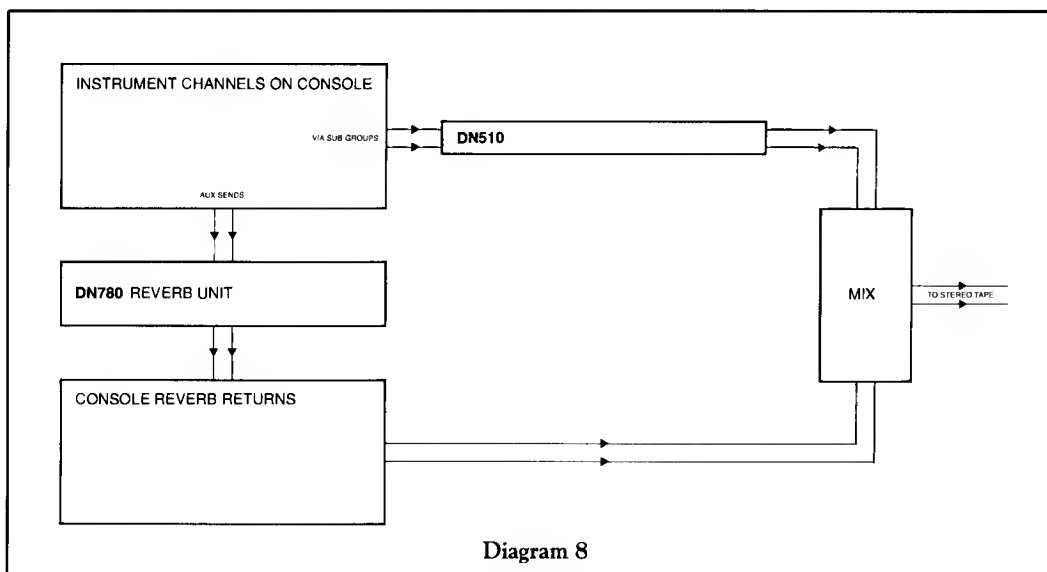 INSTRUMENT CHANNELS ON CONSOLE
VIA SUB GROUPS
DN510
AUX SENDS
DN780 REVERB UNIT
MIX
TO STEREO TAPE
CONSOLE REVERB RETURNS
Diagram 8